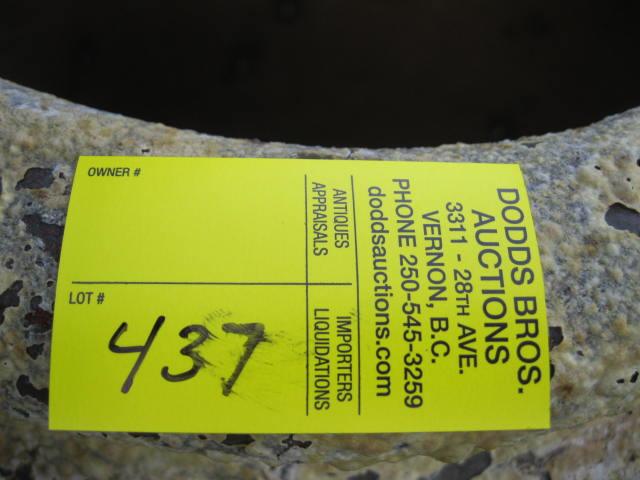 DODDS BROS.
AUCTIONS
3311 - 28TH AVE.
VERNON, B.C.
PHONE 250-545-3259
doddsauctions.com
ANTIQUES
APPRAISALS
IMPORTERS
LIQUIDATIONS
OWNER #
LOT #
437